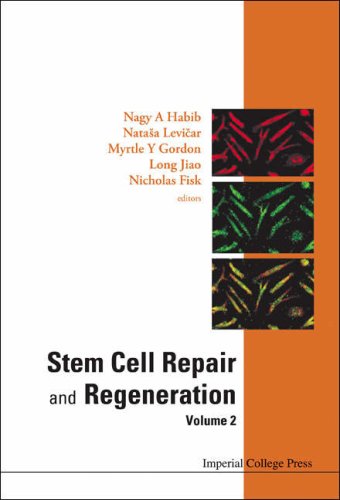 Nagy A Habib
Nataša Levičar
Myrtle Y Gordon
Long Jiao
Nicholas Fisk
editors
Stem Cell Repair
and Regeneration
Volume 2
Imperial College Press